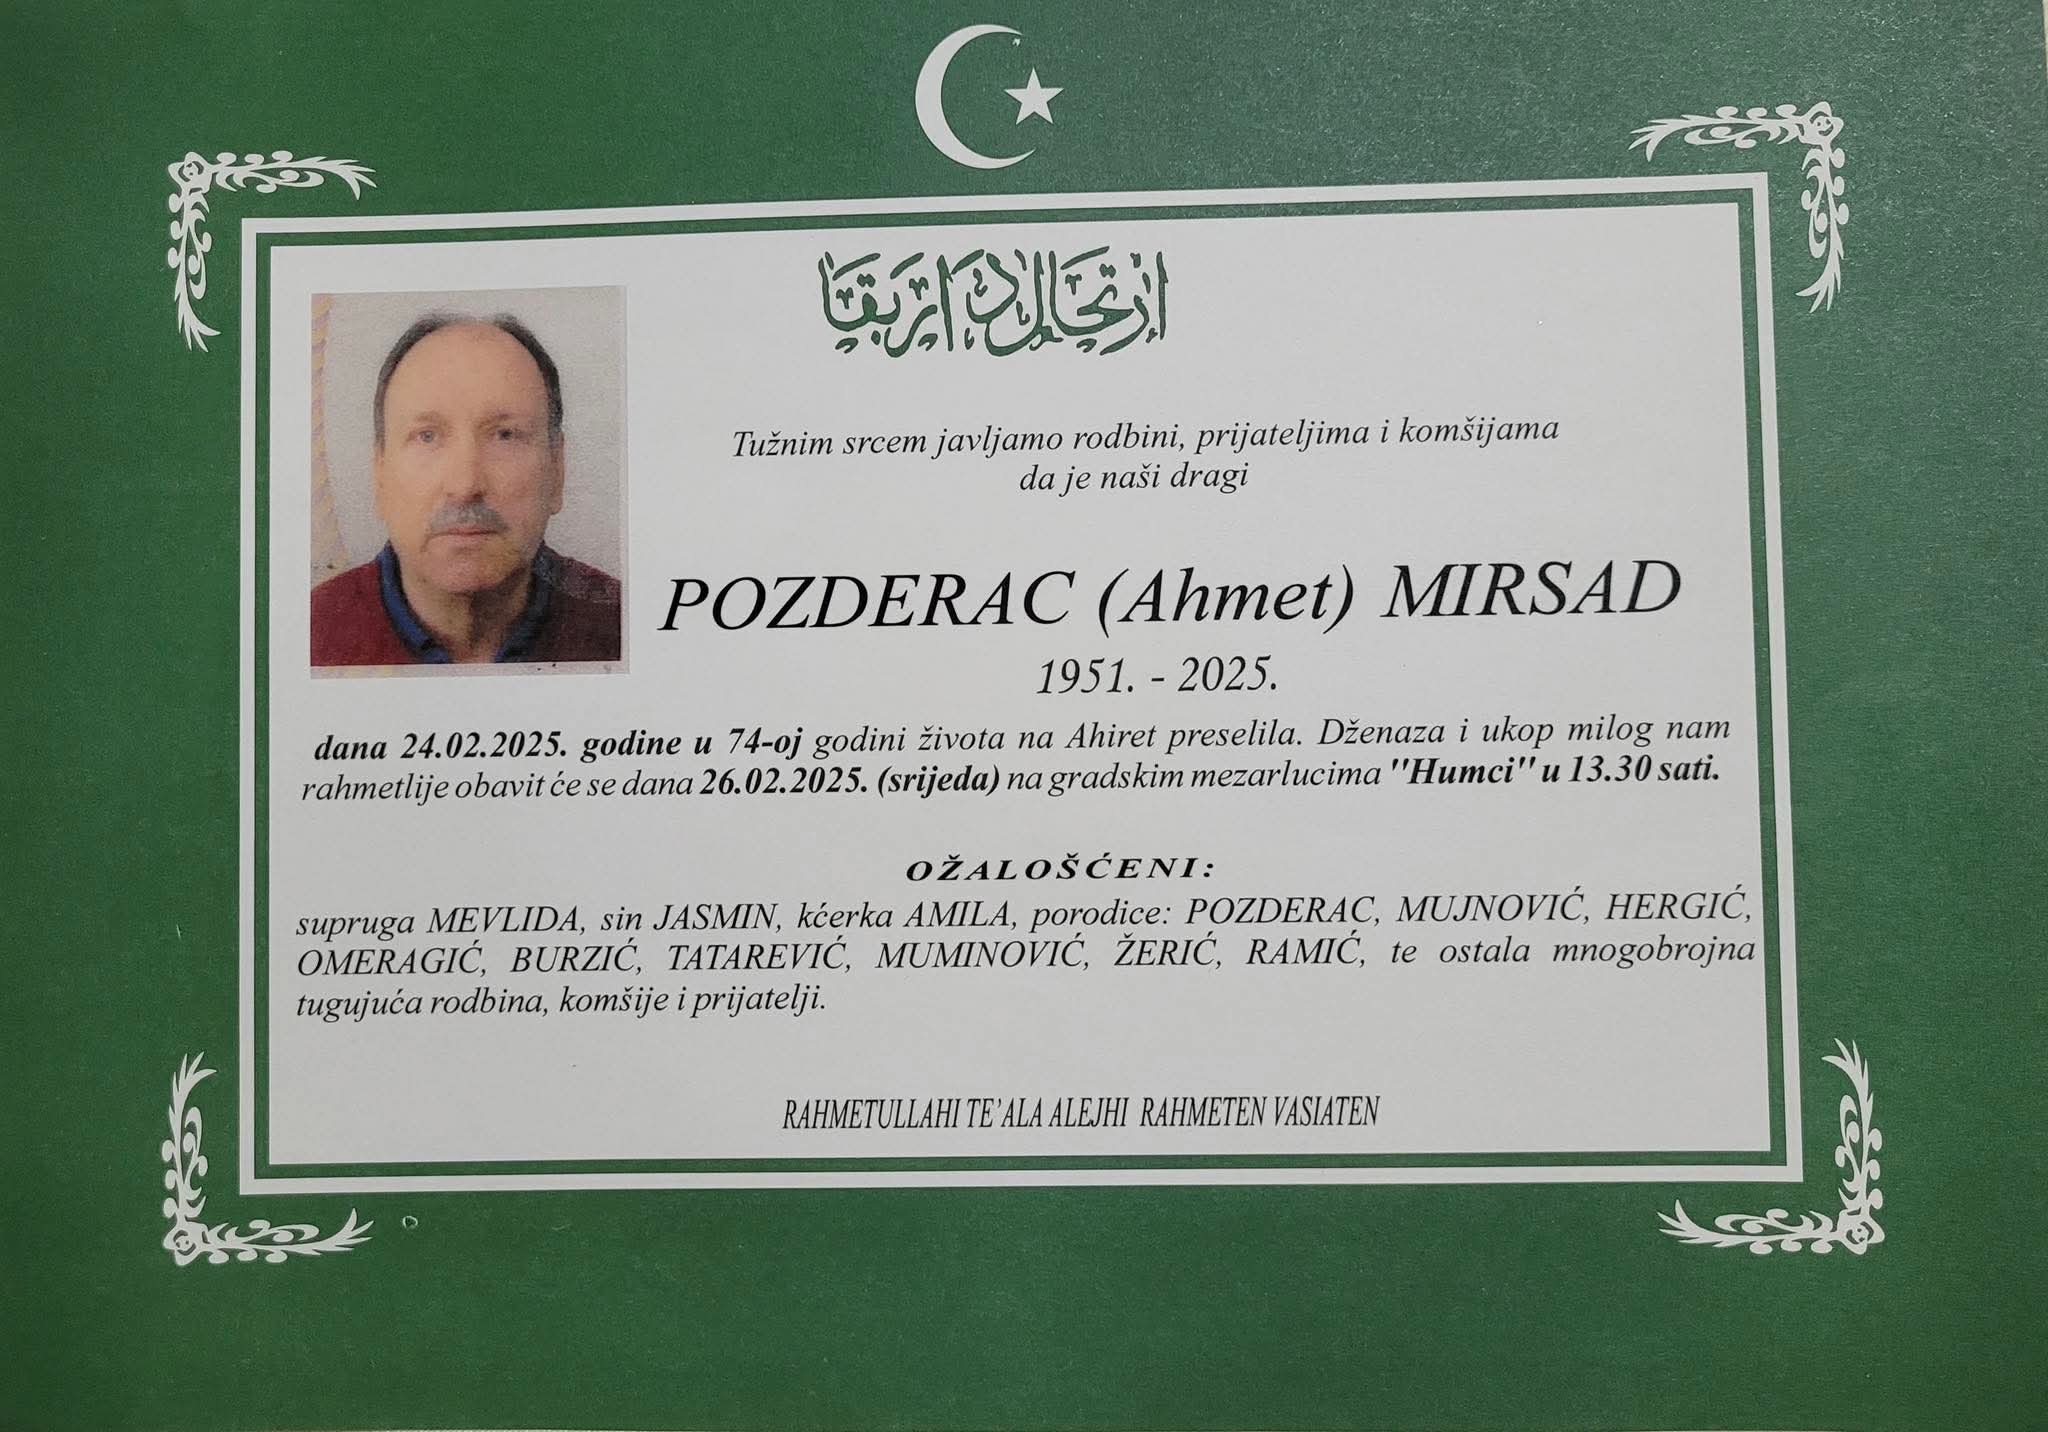 إرتحال دار بقا
Tužnim srcem javljamo rodbini, prijateljima i komšijama
da je naši dragi
POZDERAC (Ahmet) MIRSAD
1951. - 2025.
dana 24.02.2025. godine u 74-oj godini života na Ahiret preselila. Dženaza i ukop milog nam
rahmetlije obavit će se dana 26.02.2025. (srijeda) na gradskim mezarlucima "Humci" u 13.30 sati.
OŽALOŠĆENI:
supruga MEVLIDA, sin JASMIN, kćerka AMILA, porodice: POZDERAC, MUJNOVIĆ, HERGIĆ,
OMERAGIĆ, BURZIĆ, TATAREVIĆ, MUMINOVIĆ, ŽERIĆ, RAMIĆ, te ostala mnogobrojna
tugujuća rodbina, komšije i prijatelji.
RAHMETULLAHI TE'ALA ALEJHI RAHMETEN VASIATEN